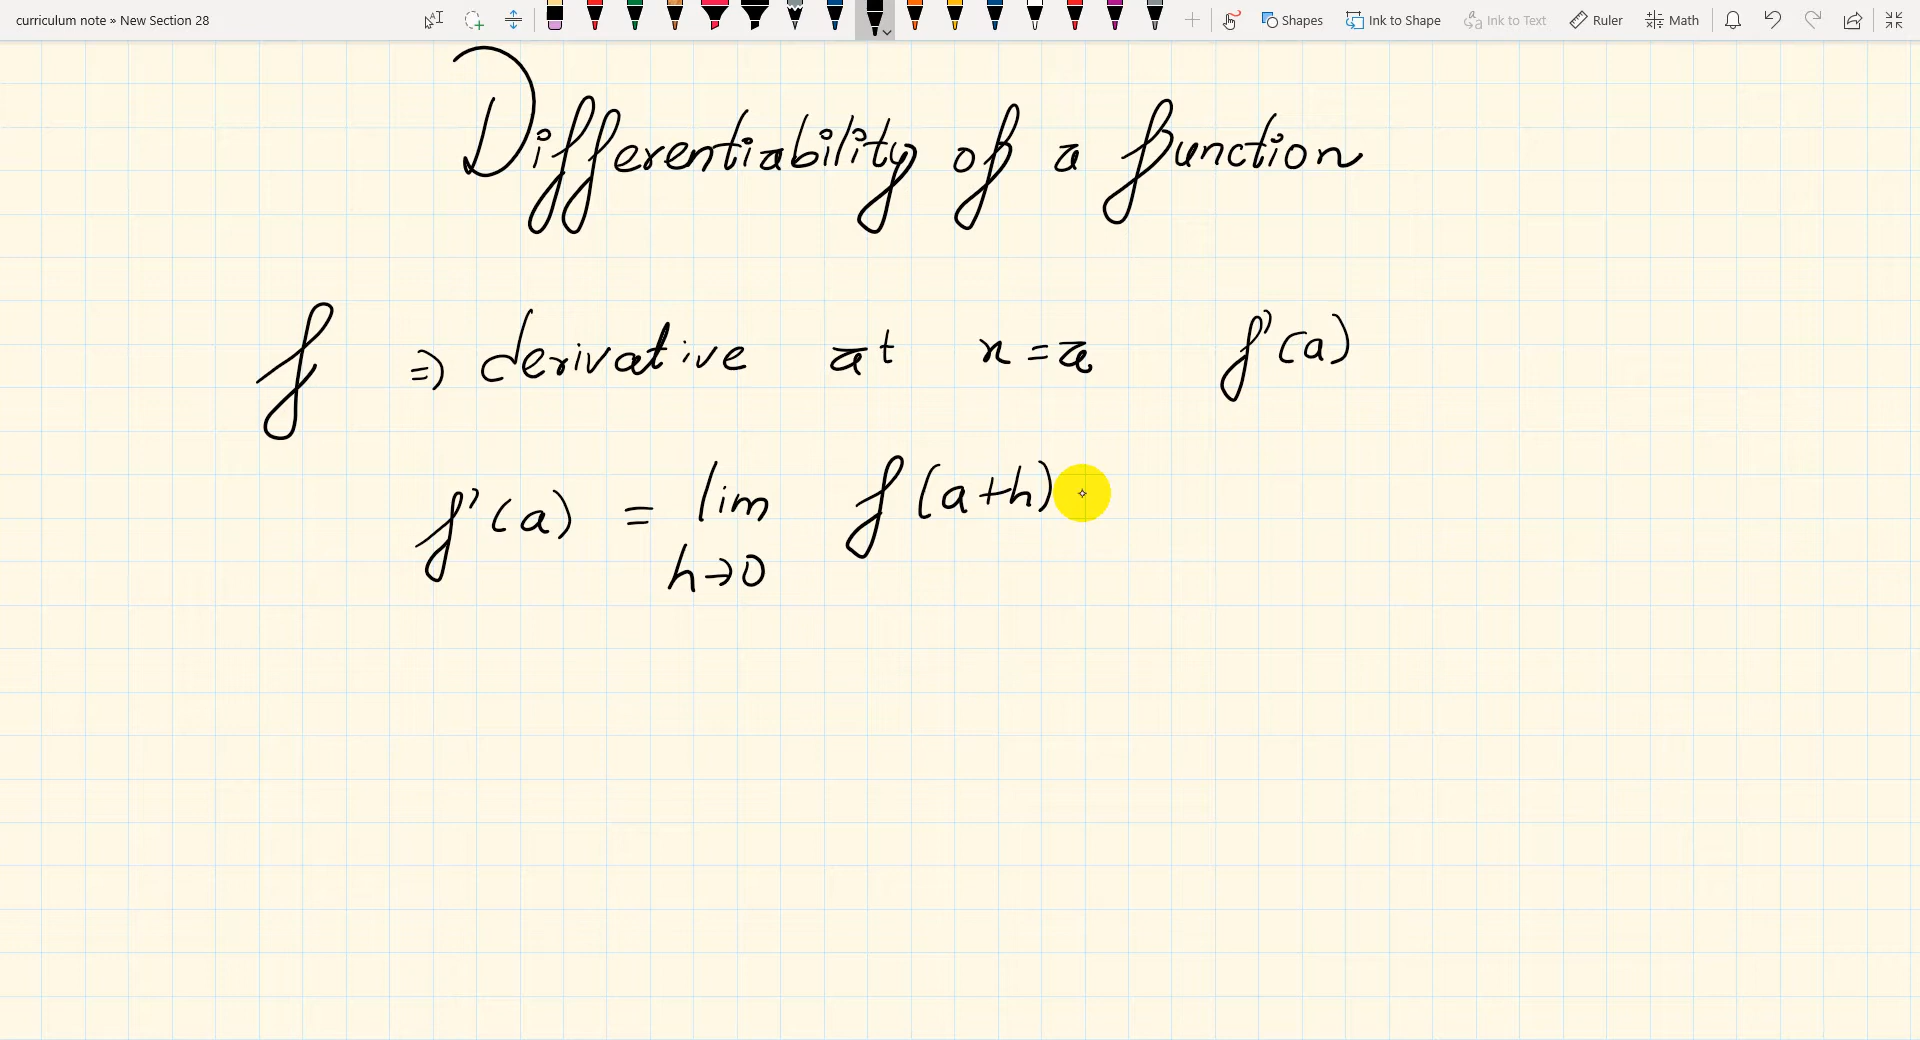 curriculum note » New Section 28
Shapes Ink to Shape Ink to Text Ruler Math
Differentiability of a function
f ⇒ derivative at x = a f'(a)
f'(a) = lim f(a+h)
h→0